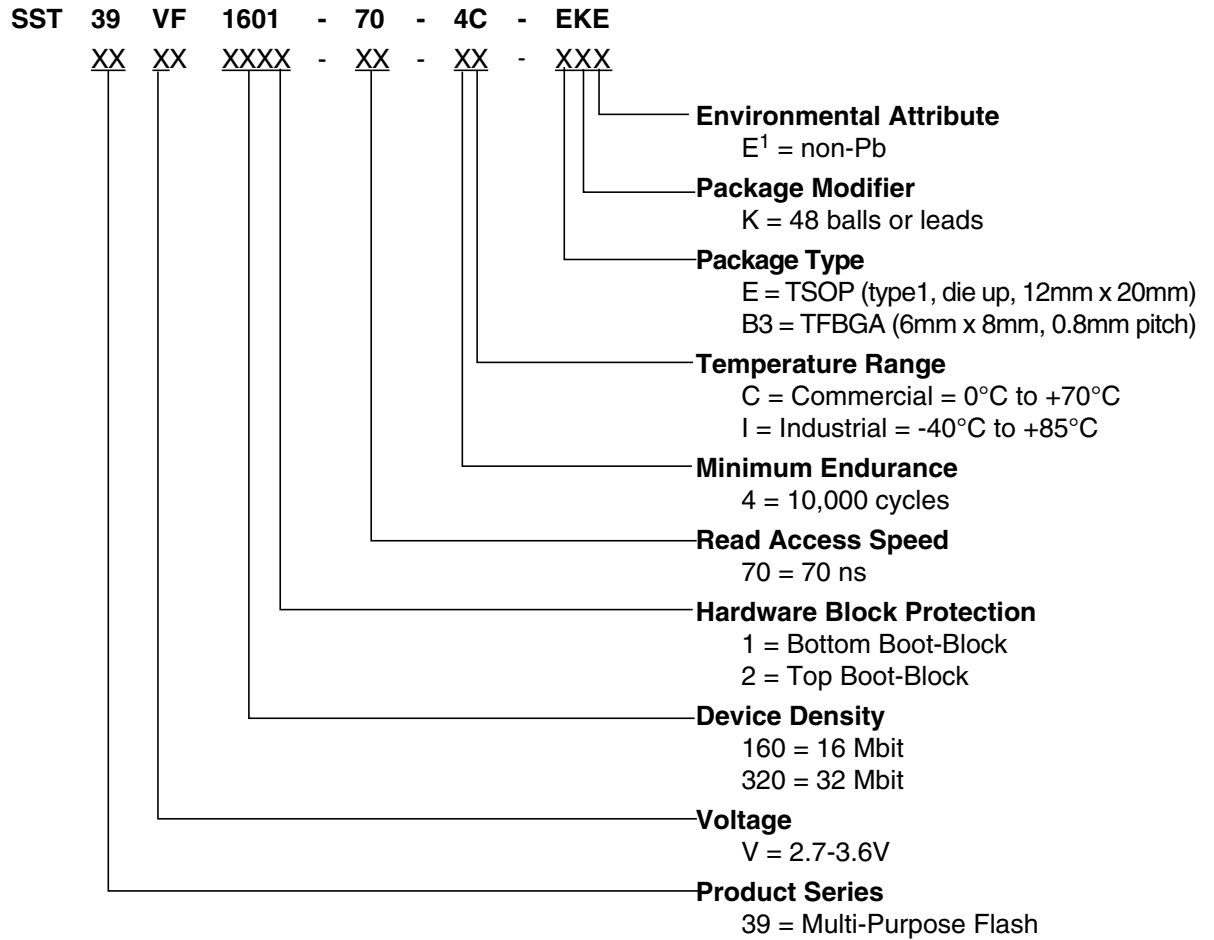 SST 39 VF 1601 - 70 - 4C - EKE
XX XX XXXX - XX - XX - XXX
Environmental Attribute
E1 = non-Pb
Package Modifier
K = 48 balls or leads
Package Type
E = TSOP (type1, die up, 12mm x 20mm)
B3 = TFBGA (6mm x 8mm, 0.8mm pitch)
Temperature Range
C = Commercial = 0°C to +70°C
I = Industrial = -40°C to +85°C
Minimum Endurance
4 = 10,000 cycles
Read Access Speed
70 = 70 ns
Hardware Block Protection
1 = Bottom Boot-Block
2 = Top Boot-Block
Device Density
160 = 16 Mbit
320 = 32 Mbit
Voltage
V = 2.7-3.6V
Product Series
39 = Multi-Purpose Flash